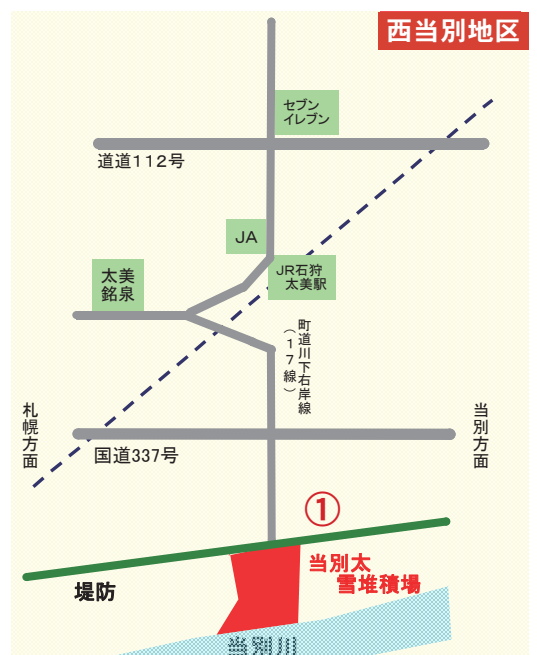 西当別地区
セブン
イレブン
道道112号
JA
JR石狩
太美駅
太美
銘泉
町道川下右岸線
（17線）
札幌方面
当別方面
国道337号
①
当別太
雪堆積場
堤防
当別川